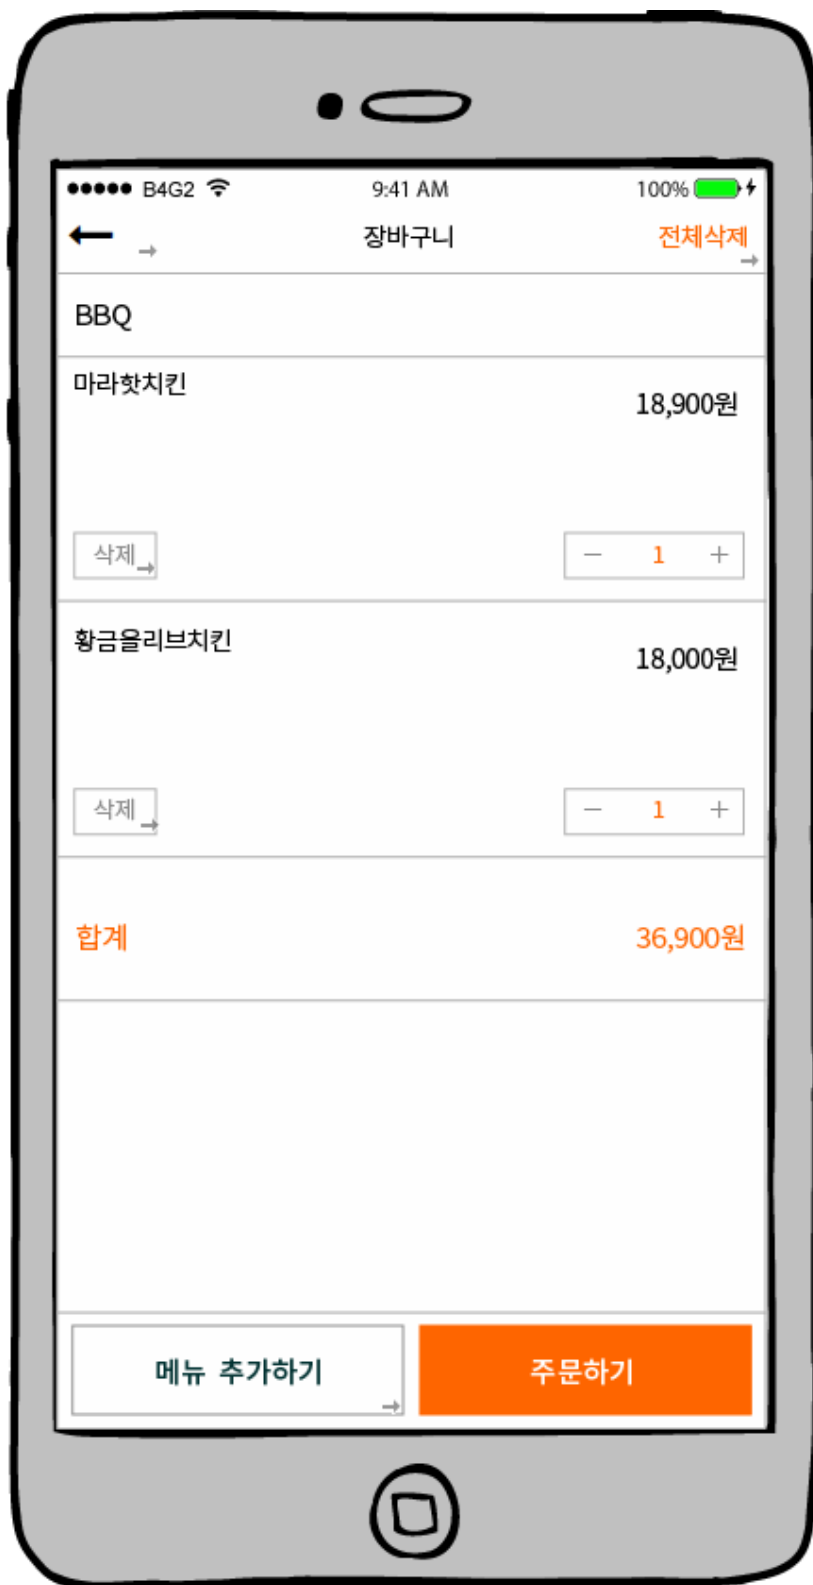 B4G2 9:41 AM 100%
장바구니 전체삭제
BBQ
마라핫치킨
18,900원
삭제 − 1 +
황금올리브치킨
18,000원
삭제 − 1 +
합계 36,900원
메뉴 추가하기 주문하기